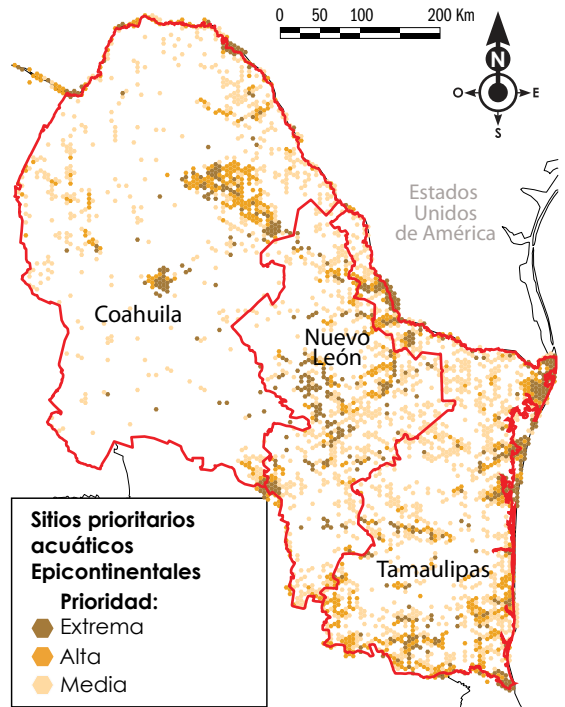 0 50 100 200 Km
N
O E
S
Estados
Unidos
de América
Coahuila
Nuevo
León
Tamaulipas
Sitios prioritarios
acuáticos
Epicontinentales
Prioridad:
Extrema
Alta
Media